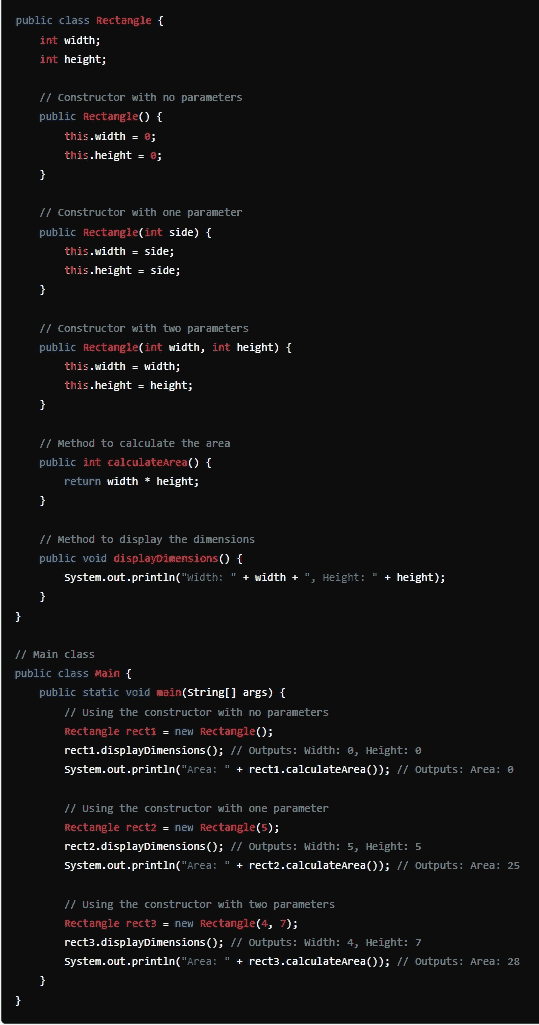 public class Rectangle {
    int width;
    int height;

    // Constructor with no parameters
    public Rectangle() {
        this.width = 0;
        this.height = 0;
    }

    // Constructor with one parameter
    public Rectangle(int side) {
        this.width = side;
        this.height = side;
    }

    // Constructor with two parameters
    public Rectangle(int width, int height) {
        this.width = width;
        this.height = height;
    }

    // Method to calculate the area
    public int calculateArea() {
        return width * height;
    }

    // Method to display the dimensions
    public void displayDimensions() {
        System.out.println("Width: " + width + ", Height: " + height);
    }
}

// Main class
public class Main {
    public static void main(String[] args) {
        // Using the constructor with no parameters
        Rectangle rect1 = new Rectangle();
        rect1.displayDimensions(); // Outputs: Width: 0, Height: 0
        System.out.println("Area: " + rect1.calculateArea()); // Outputs: Area: 0

        // Using the constructor with one parameter
        Rectangle rect2 = new Rectangle(5);
        rect2.displayDimensions(); // Outputs: Width: 5, Height: 5
        System.out.println("Area: " + rect2.calculateArea()); // Outputs: Area: 25

        // Using the constructor with two parameters
        Rectangle rect3 = new Rectangle(4, 7);
        rect3.displayDimensions(); // Outputs: Width: 4, Height: 7
        System.out.println("Area: " + rect3.calculateArea()); // Outputs: Area: 28
    }
}